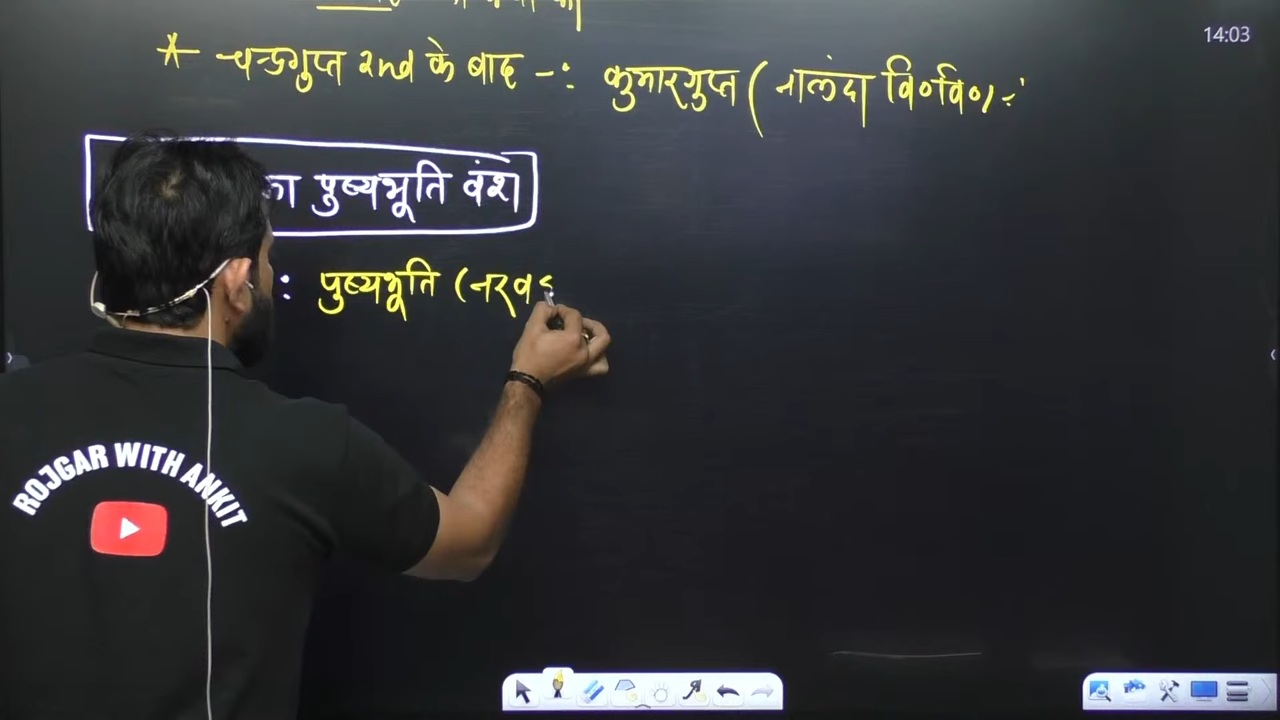 14:03
* चन्द्रगुप्त 2nd के बाद -: कुमारगुप्त ( नालंदा वि०वि०)
का पुष्यभूति वंश
: पुष्यभूति (नरव
ROJGAR WITH ANKIT